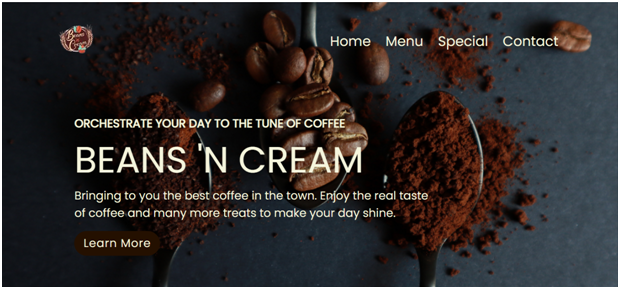 Home Menu Special Contact
ORCHESTRATE YOUR DAY TO THE TUNE OF COFFEE
BEANS 'N CREAM
Bringing to you the best coffee in the town. Enjoy the real taste
of coffee and many more treats to make your day shine.
Learn More